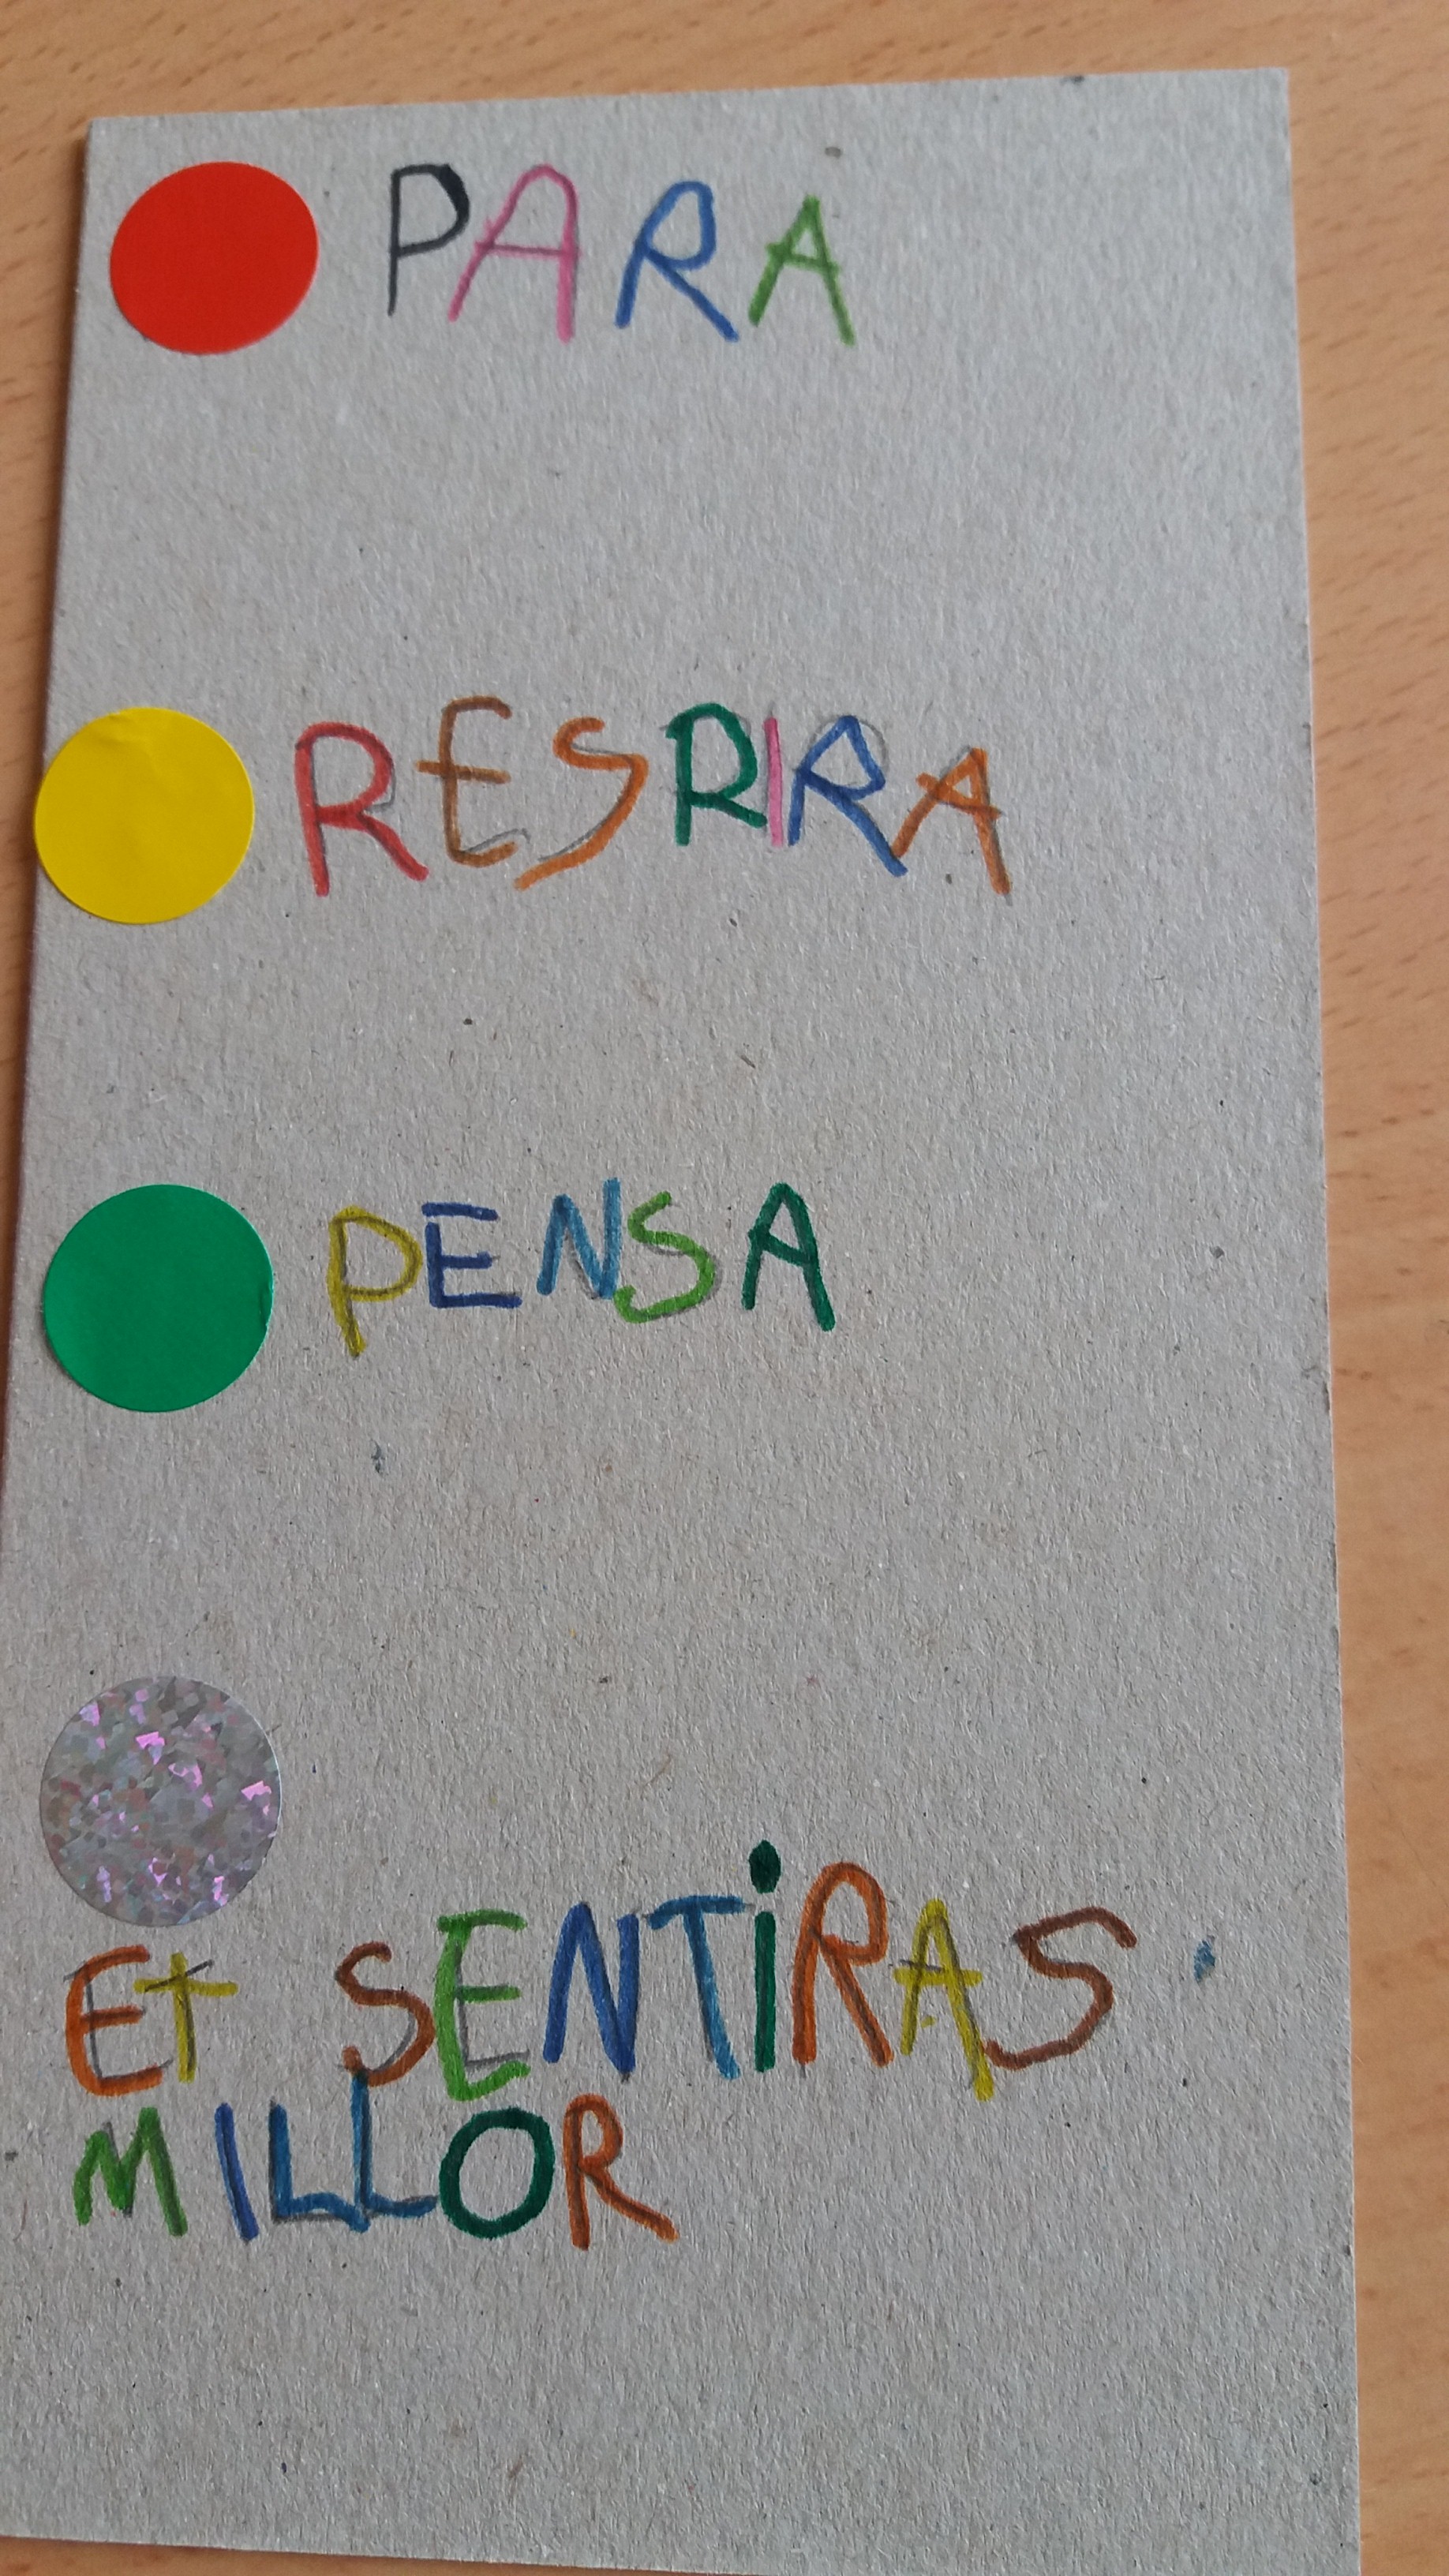 PARA
RESRIRA
PENSA
Et SENTiRAS
MILLOR